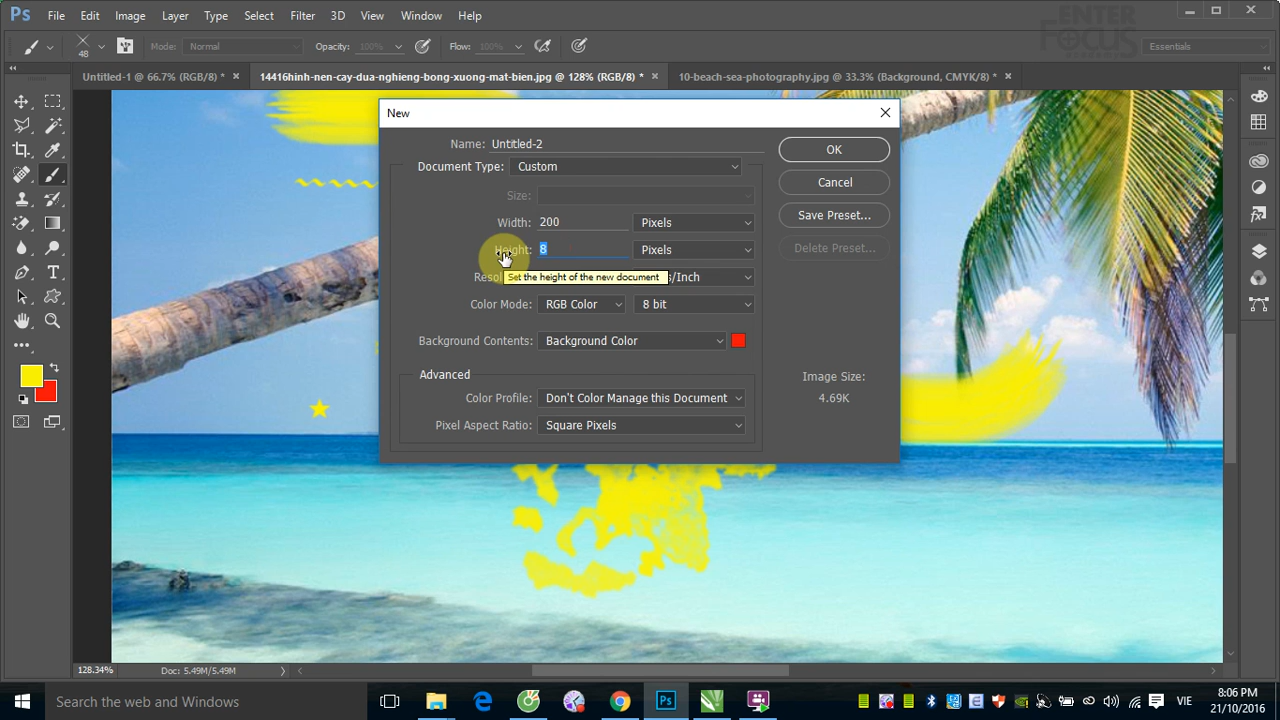 Ps File Edit Image Layer Type Select Filter 3D View Window Help
ENTER
FOCUS
48 Mode: Normal Opacity: 100% Flow: 100% Essentials
Untitled-1 @ 66.7% (RGB/8) * × 14416hinh-nen-cay-dua-nghieng-bong-xuong-mat-bien.jpg @ 128% (RGB/8) * × 10-beach-sea-photography.jpg @ 33.3% (Background, CMYK/8) * ×
New
Name: Untitled-2
OK
Document Type: Custom
Cancel
Size:
Save Preset...
Width: 200 Pixels
Height: 8 Pixels
Delete Preset...
Set the height of the new document
Color Mode: RGB Color 8 bit
Background Contents: Background Color
Advanced
Image Size:
4.69K
Color Profile: Don't Color Manage this Document
Pixel Aspect Ratio: Square Pixels
128.34% Doc: 5.49M/5.49M
Search the web and Windows
Ps
VIE
8:06 PM
21/10/2016